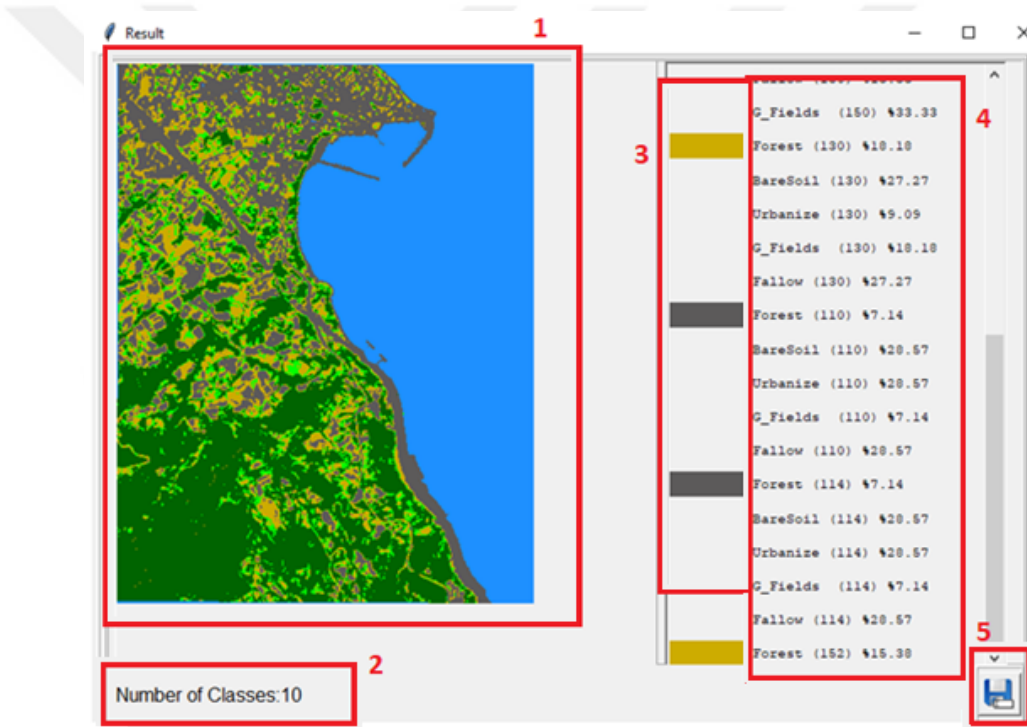 Result
1
G_Fields (150) %33.33
4
3
Forest (130) %18.18
BareSoil (130) %27.27
Urbanize (130) %9.09
G_Fields (130) %18.18
Fallow (130) %27.27
Forest (110) %7.14
BareSoil (110) %28.57
Urbanize (110) %28.57
G_Fields (110) %7.14
Fallow (110) %28.57
Forest (114) %7.14
BareSoil (114) %28.57
Urbanize (114) %28.57
G_Fields (114) %7.14
Fallow (114) %28.57
5
Forest (152) %15.38
2
Number of Classes:10